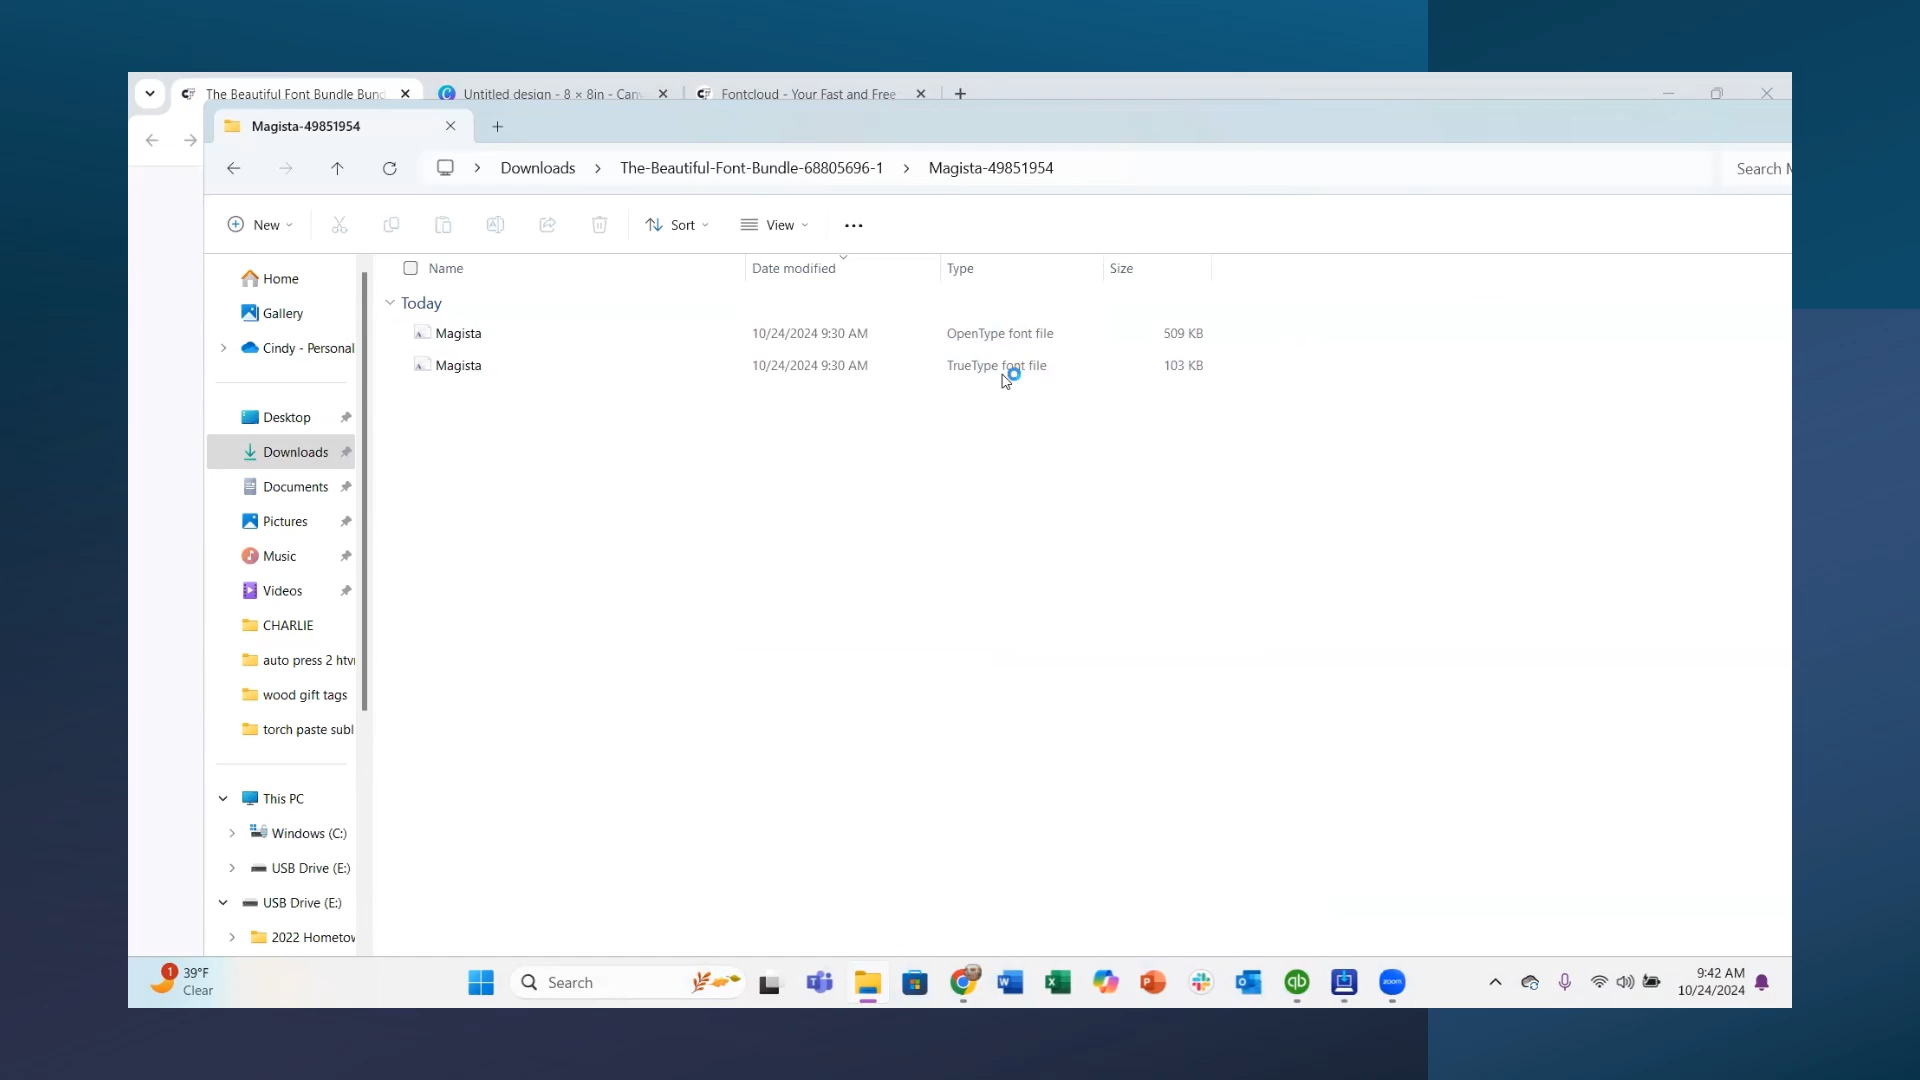 The Beautiful Font Bundle Bund
Untitled design - 8 × 8in - Canv
Fontcloud - Your Fast and Free
Magista-49851954
Downloads > The-Beautiful-Font-Bundle-68805696-1 > Magista-49851954
Search M
New
Sort
View
Name
Date modified
Type
Size
Today
Magista 10/24/2024 9:30 AM OpenType font file 509 KB
Magista 10/24/2024 9:30 AM TrueType font file 103 KB
Home
Gallery
Cindy - Personal
Desktop
Downloads
Documents
Pictures
Music
Videos
CHARLIE
auto press 2 htv
wood gift tags
torch paste subl
This PC
Windows (C:)
USB Drive (E:)
USB Drive (E:)
2022 Hometow
1
39°F
Clear
Search
zoom
9:42 AM
10/24/2024